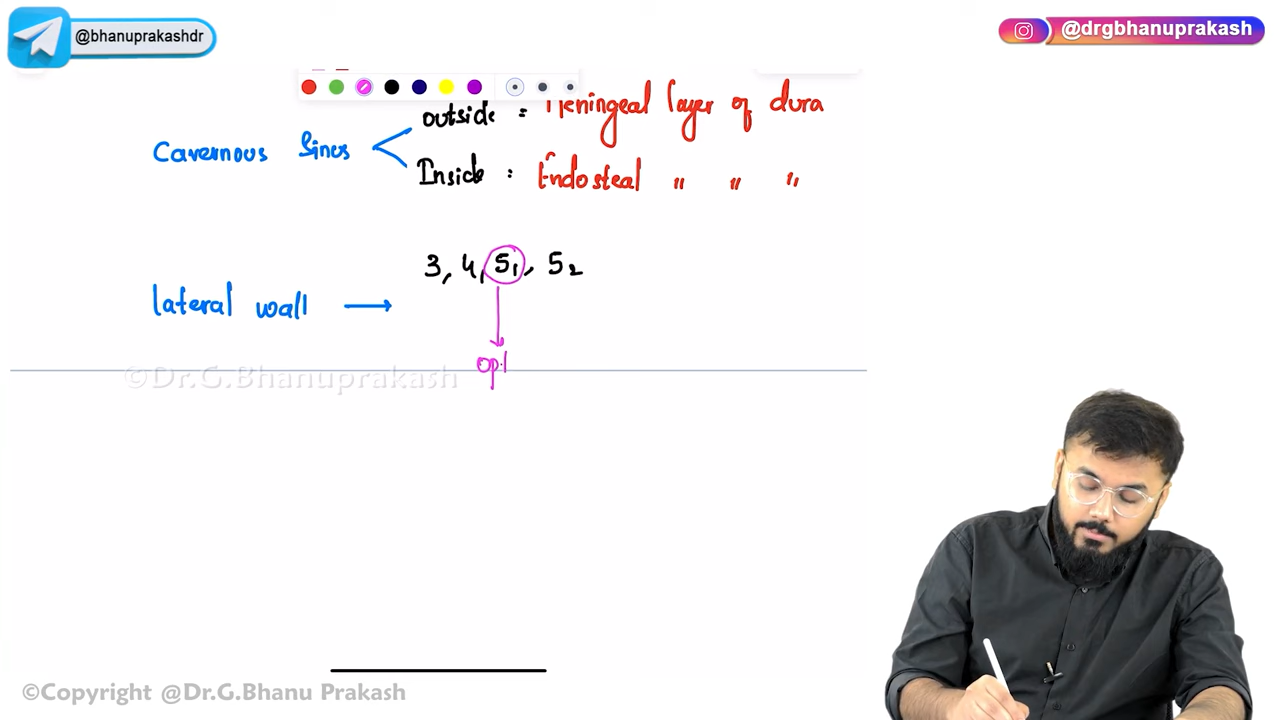 @bhanuprakashdr
@drgbhanuprakash
outside : Meningeal layer of dura
Cavernous Sinus
Inside : Endosteal " " "
3, 4, 51, 52
lateral wall →
opt
©Dr.G.Bhanuprakash
©Copyright @Dr.G.Bhanu Prakash